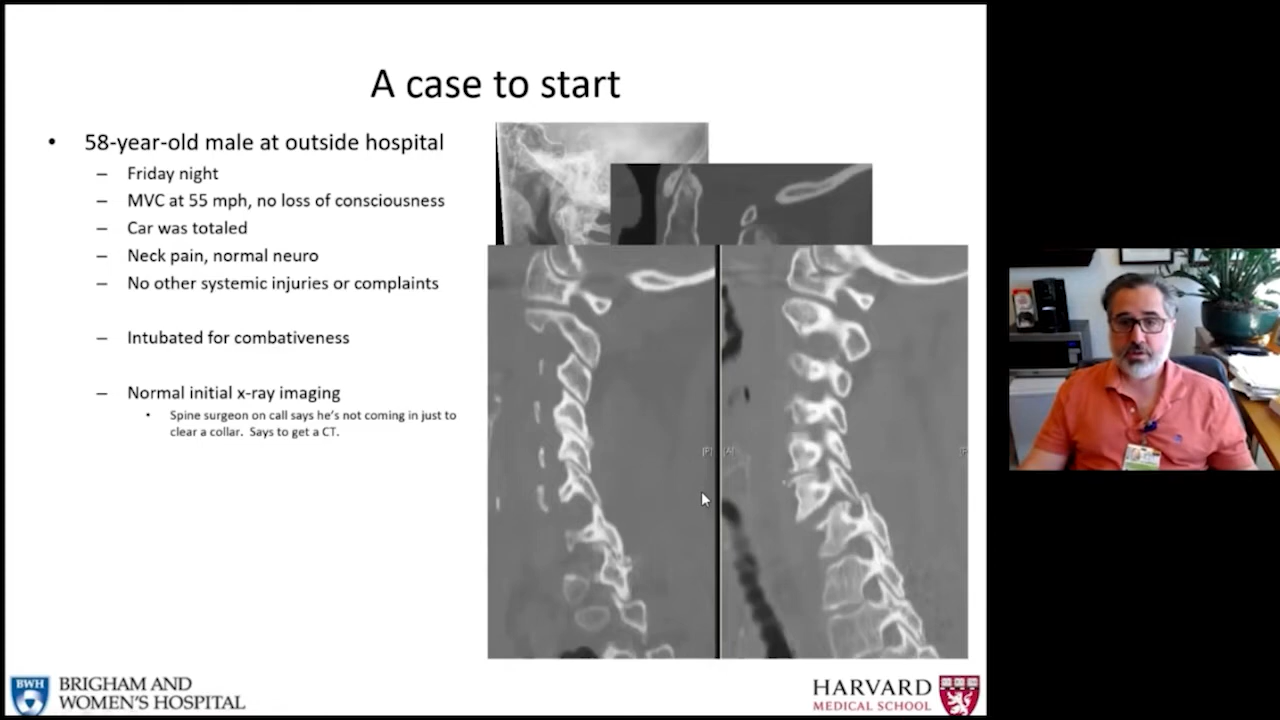 A case to start
• 58-year-old male at outside hospital
– Friday night
– MVC at 55 mph, no loss of consciousness
– Car was totaled
– Neck pain, normal neuro
– No other systemic injuries or complaints
– Intubated for combativeness
– Normal initial x-ray imaging
• Spine surgeon on call says he's not coming in just to
clear a collar. Says to get a CT.
[P] [A]
BWH
BRIGHAM AND
WOMEN'S HOSPITAL
HARVARD
MEDICAL SCHOOL